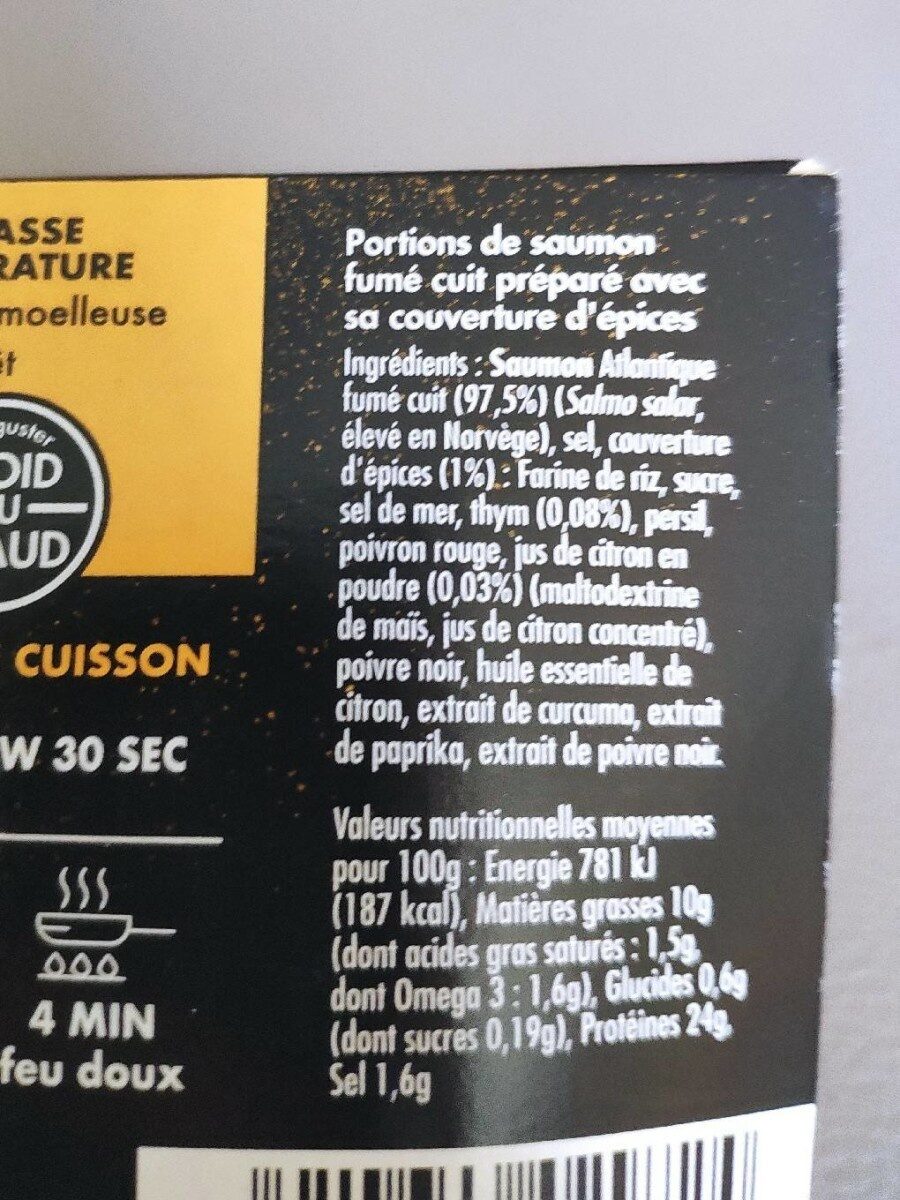 ASSE
RATURE
moelleuse
êt
guster
OID
U
AUD
CUISSON
W 30 SEC
4 MIN
feu doux
Portions de saumon
fumé cuit préparé avec
sa couverture d'épices
Ingrédients : Saumon Atlantique
fumé cuit (97,5%) (Salmo salar,
élevé en Norvège), sel, couverture
d'épices (1%) : Farine de riz, sucre,
sel de mer, thym (0,08%), persil,
poivron rouge, jus de citron en
poudre (0,03%) (maltodextrine
de maïs, jus de citron concentré),
poivre noir, huile essentielle de
citron, extrait de curcuma, extrait
de paprika, extrait de poivre noir.
Valeurs nutritionnelles moyennes
pour 100g : Energie 781 kJ
(187 kcal), Matières grasses 10g
(dont acides gras saturés : 1,5g,
dont Omega 3 : 1,6g), Glucides 0,6g
(dont sucres 0,19g), Protéines 24g,
Sel 1,6g